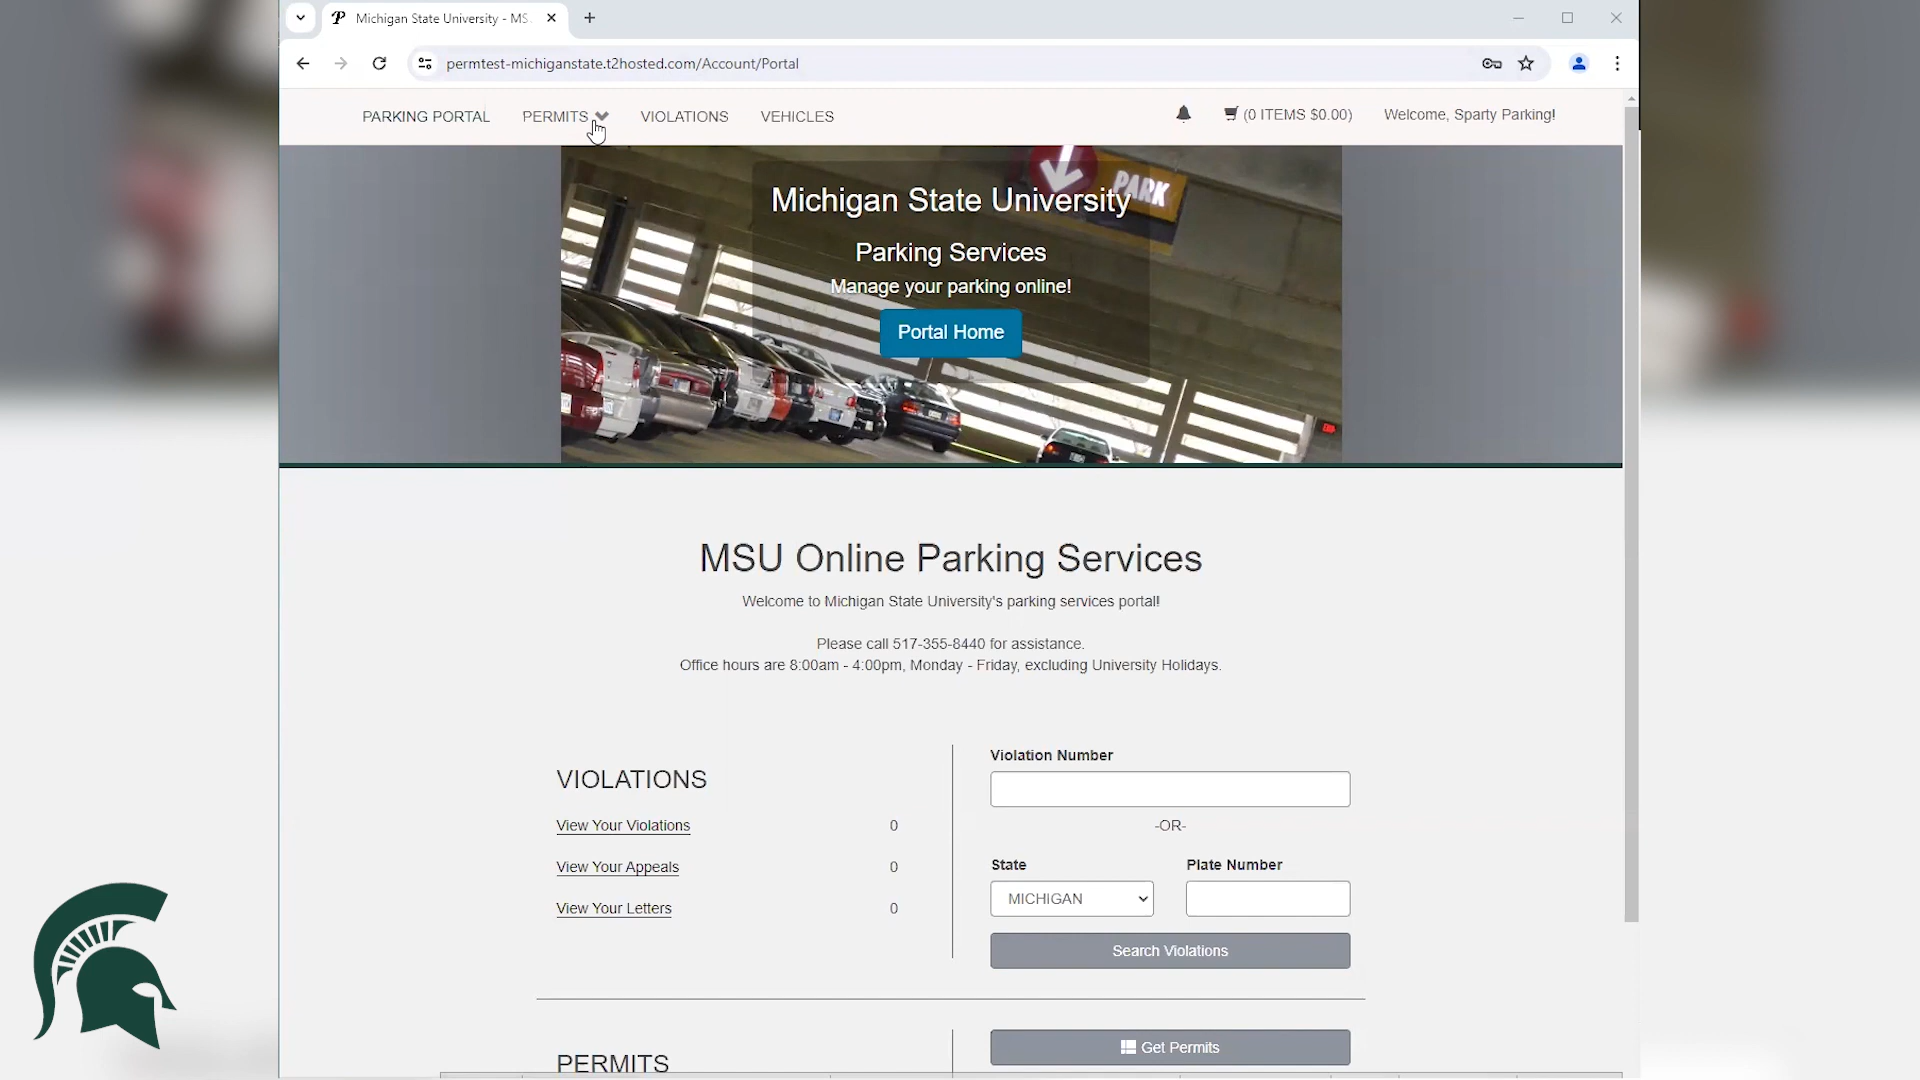 Michigan State University - MS
permtest-michiganstate.t2hosted.com/Account/Portal
PARKING PORTAL PERMITS VIOLATIONS VEHICLES (0 ITEMS $0.00) Welcome, Sparty Parking!
PARK
Michigan State University
Parking Services
Manage your parking online!
Portal Home
MSU Online Parking Services
Welcome to Michigan State University's parking services portal!
Please call 517-355-8440 for assistance.
Office hours are 8:00am - 4:00pm, Monday - Friday, excluding University Holidays.
VIOLATIONS
View Your Violations 0
View Your Appeals 0
View Your Letters 0
Violation Number
-OR-
State Plate Number
MICHIGAN
Search Violations
PERMITS
Get Permits